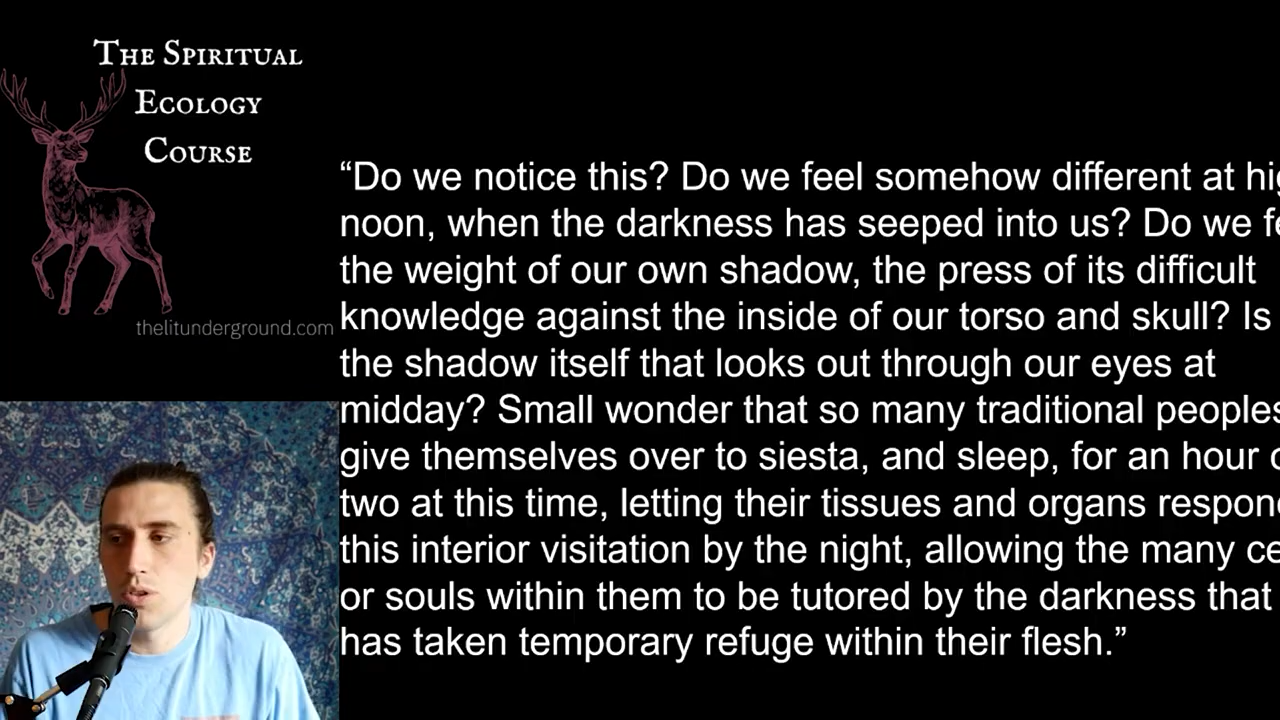 The Spiritual
Ecology
Course
thelitunderground.com
“Do we notice this? Do we feel somehow different at
noon, when the darkness has seeped into us? Do we
the weight of our own shadow, the press of its difficult
knowledge against the inside of our torso and skull? Is
the shadow itself that looks out through our eyes at
midday? Small wonder that so many traditional peoples
give themselves over to siesta, and sleep, for an hour
two at this time, letting their tissues and organs
this interior visitation by the night, allowing the many
or souls within them to be tutored by the darkness that
has taken temporary refuge within their flesh.”